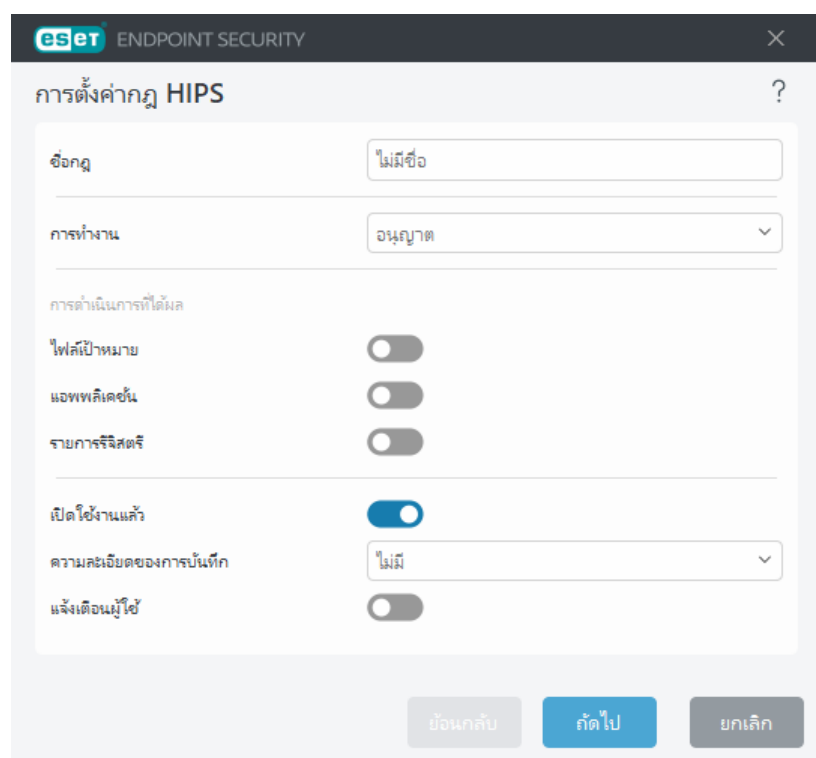 eset ENDPOINT SECURITY
การตั้งค่ากฎ HIPS
?
ชื่อกฎ ไม่มีชื่อ
การทำงาน อนุญาต
การดำเนินการที่ได้ผล
ไฟล์เป้าหมาย
แอพพลิเคชั่น
รายการรีจิสตรี
เปิดใช้งานแล้ว
ความละเอียดของการบันทึก ไม่มี
แจ้งเตือนผู้ใช้
ย้อนกลับ ถัดไป ยกเลิก